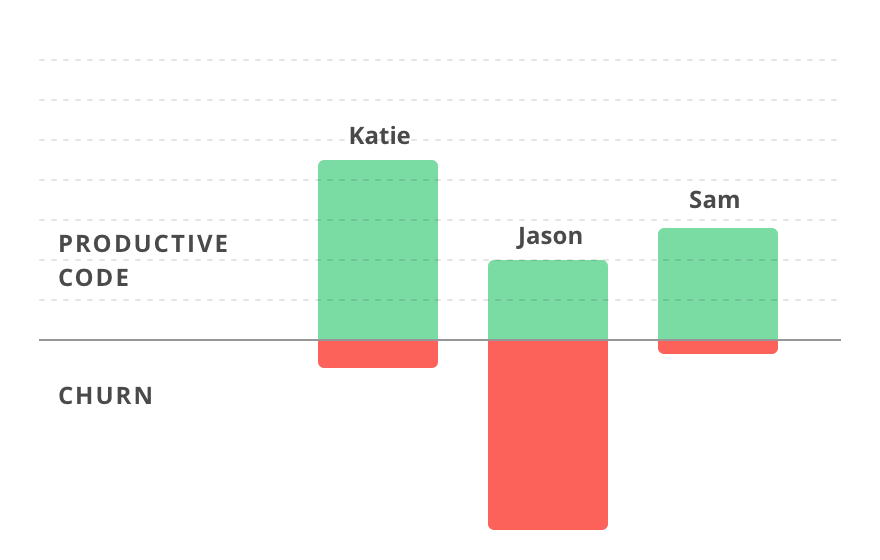 Katie
Sam
Jason
PRODUCTIVE
CODE
CHURN